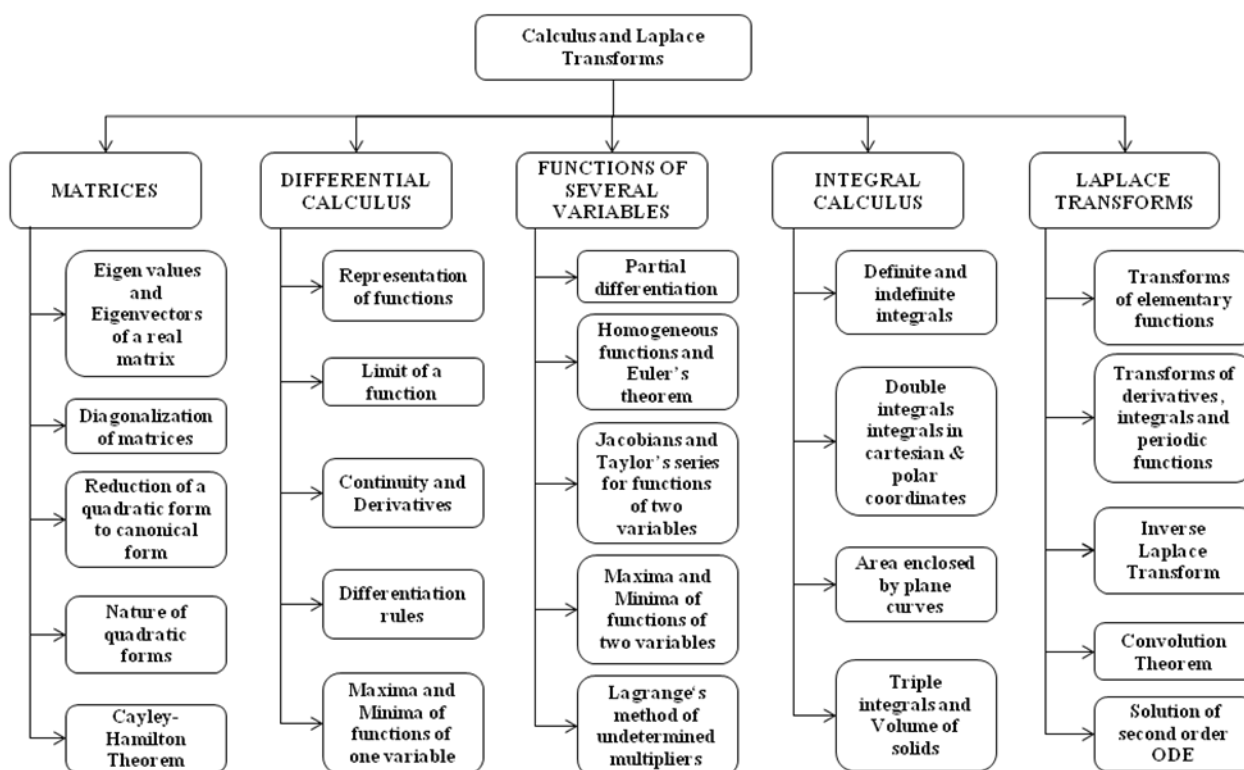 Calculus and Laplace
Transforms
MATRICES
Eigen values
and
Eigenvectors
of a real
matrix
Diagonalization
of matrices
Reduction of a
quadratic form
to canonical
form
Nature of
quadratic
forms
Cayley-
Hamilton
Theorem
DIFFERENTIAL
CALCULUS
Representation
of functions
Limit of a
function
Continuity and
Derivatives
Differentiation
rules
Maxima and
Minima of
functions of
one variable
FUNCTIONS OF
SEVERAL
VARIABLES
Partial
differentiation
Homogeneous
functions and
Euler's
theorem
Jacobians and
Taylor's series
for functions
of two
variables
Maxima and
Minima of
functions of
two variables
Lagrange‘s
method of
undetermined
multipliers
INTEGRAL
CALCULUS
Definite and
indefinite
integrals
Double
integrals
integrals in
cartesian &
polar
coordinates
Area enclosed
by plane
curves
Triple
integrals and
Volume of
solids
LAPLACE
TRANSFORMS
Transforms
of elementary
functions
Transforms of
derivatives,
integrals and
periodic
functions
Inverse
Laplace
Transform
Convolution
Theorem
Solution of
second order
ODE